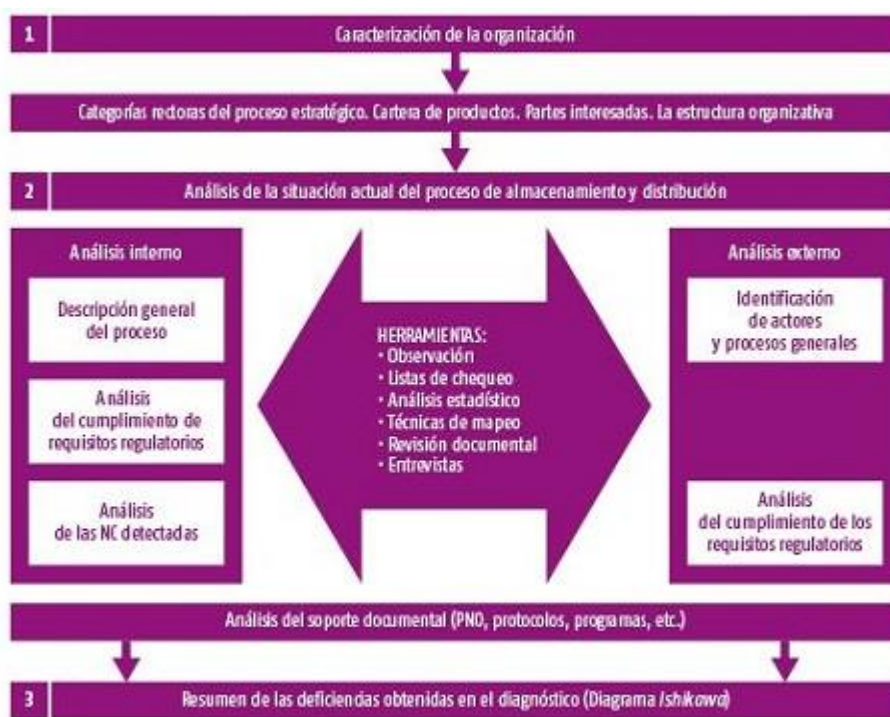 1 Caracterización de la organización
Categorías rectoras del proceso estratégico. Cartera de productos. Partes interesadas. La estructura organizativa
2 Análisis de la situación actual del proceso de almacenamiento y distribución
Análisis interno
Descripción general
del proceso
Análisis
del cumplimiento de
requisitos regulatorios
Análisis
de las NC detectadas
HERRAMIENTAS:
• Observación
• Listas de chequeo
• Análisis estadístico
• Técnicas de mapeo
• Revisión documental
• Entrevistas
Análisis externo
Identificación
de actores
y procesos generales
Análisis
del cumplimiento de los
requisitos regulatorios
Análisis del soporte documental (PNO, protocolos, programas, etc.)
3 Resumen de las deficiencias obtenidas en el diagnóstico (Diagrama Ishikawa)